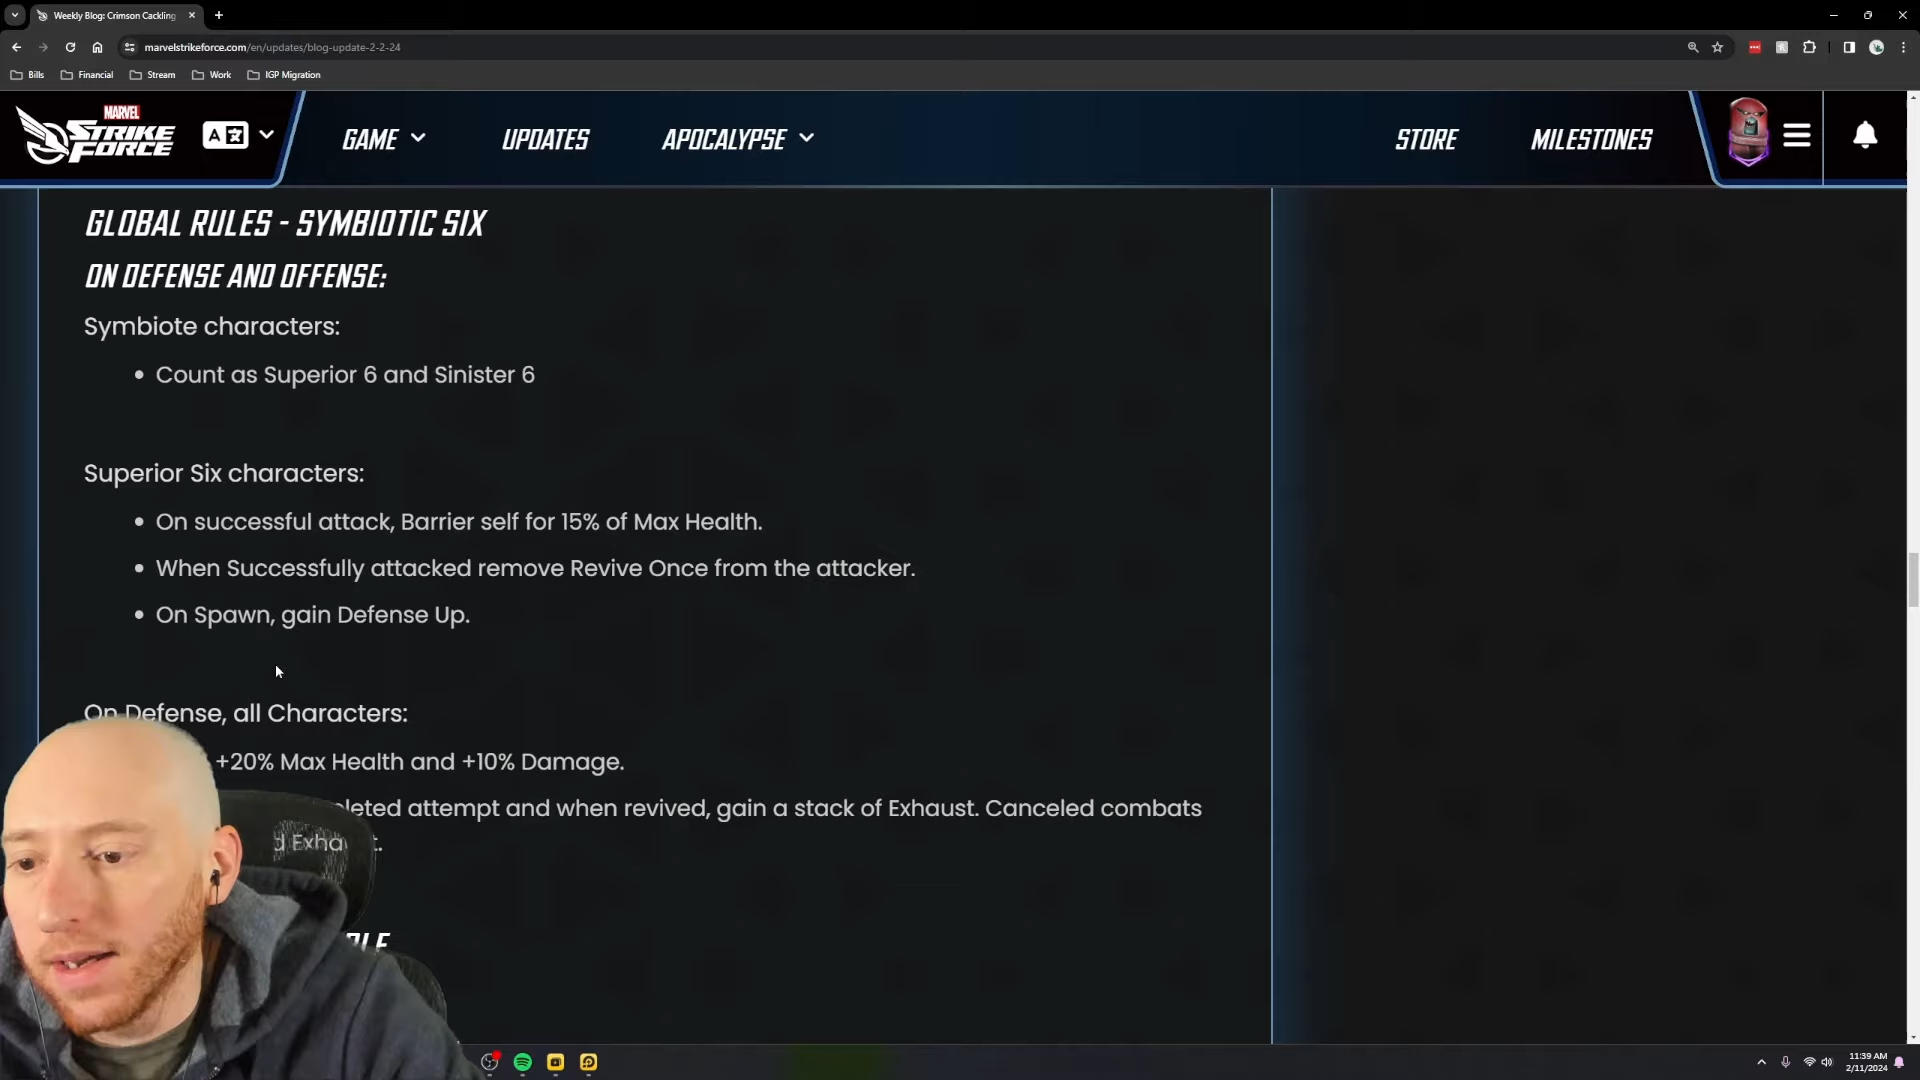 Weekly Blog: Crimson Cackling
marvelstrikeforce.com/en/updates/blog-update-2-2-24
Bills
Financial
Stream
Work
IGP Migration
MARVEL
STRIKE
FORCE
GAME
UPDATES
APOCALYPSE
STORE
MILESTONES
GLOBAL RULES - SYMBIOTIC SIX
ON DEFENSE AND OFFENSE:
Symbiote characters:
• Count as Superior 6 and Sinister 6
Superior Six characters:
• On successful attack, Barrier self for 15% of Max Health.
• When Successfully attacked remove Revive Once from the attacker.
• On Spawn, gain Defense Up.
On Defense, all Characters:
+20% Max Health and +10% Damage.
attempt and when revived, gain a stack of Exhaust. Canceled combats
11:39 AM
2/11/2024